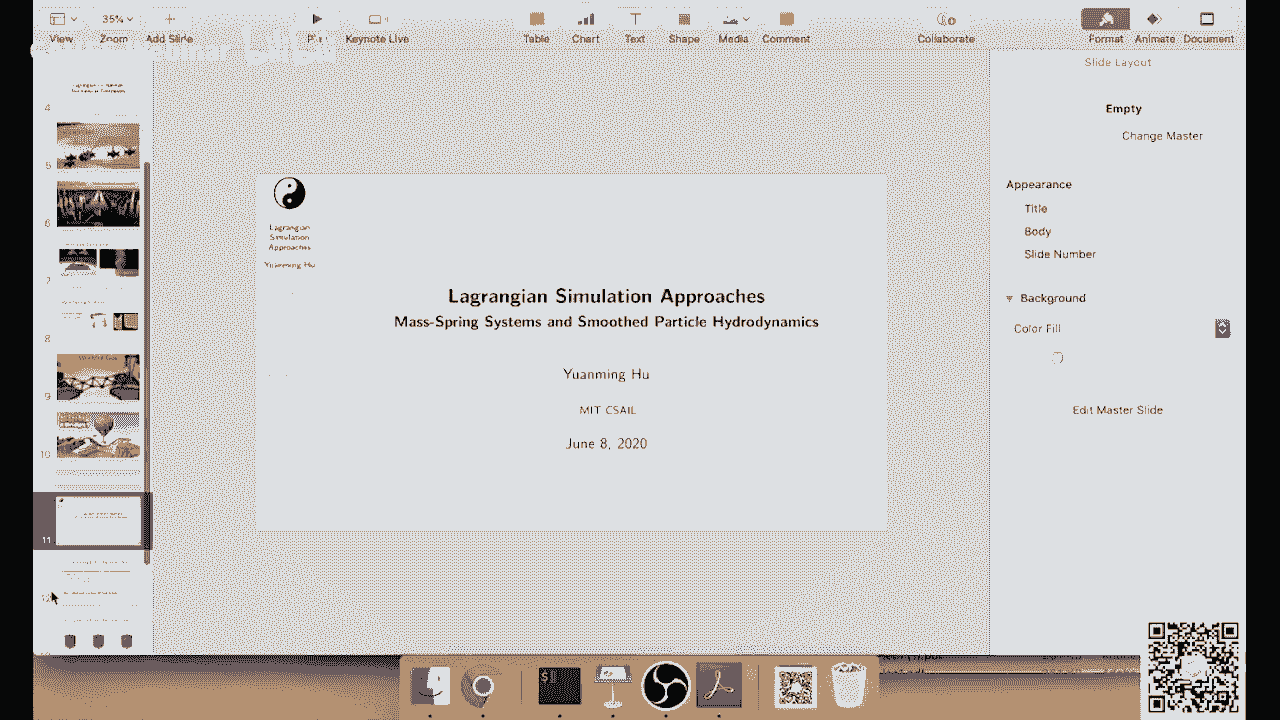 35%
View
Zoom
Add Slide
Keynote Live
Table
Chart
Text
Shape
Media
Comment
Collaborate
Format
Animate
Document
Slide Layout
Empty
Change Master
Appearance
Title
Body
Slide Number
Background
Color Fill
Edit Master Slide
4
5
6
7
8
9
10
11
12
Lagrangian
Simulation
Approaches
Yuanming Hu
Lagrangian Simulation Approaches
Mass-Spring Systems and Smoothed Particle Hydrodynamics
Yuanming Hu
MIT CSAIL
June 8, 2020